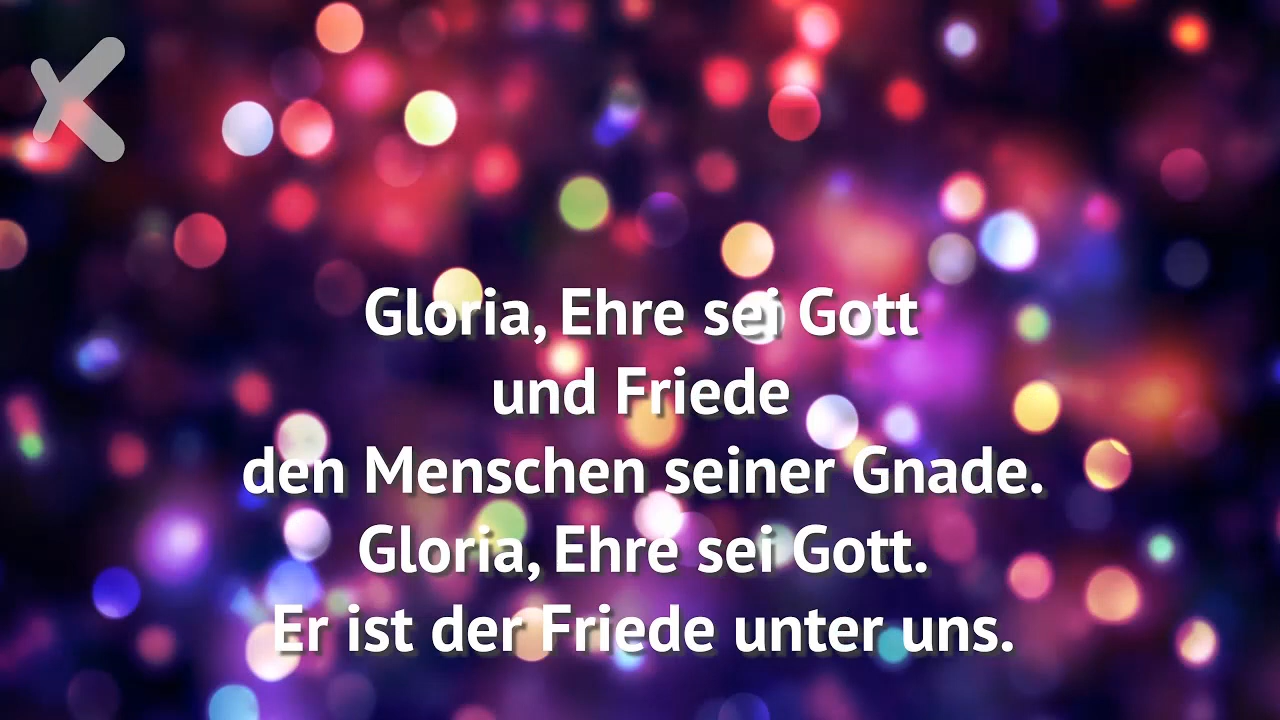 Gloria, Ehre sei Gott
und Friede
den Menschen seiner Gnade.
Gloria, Ehre sei Gott.
Er ist der Friede unter uns.